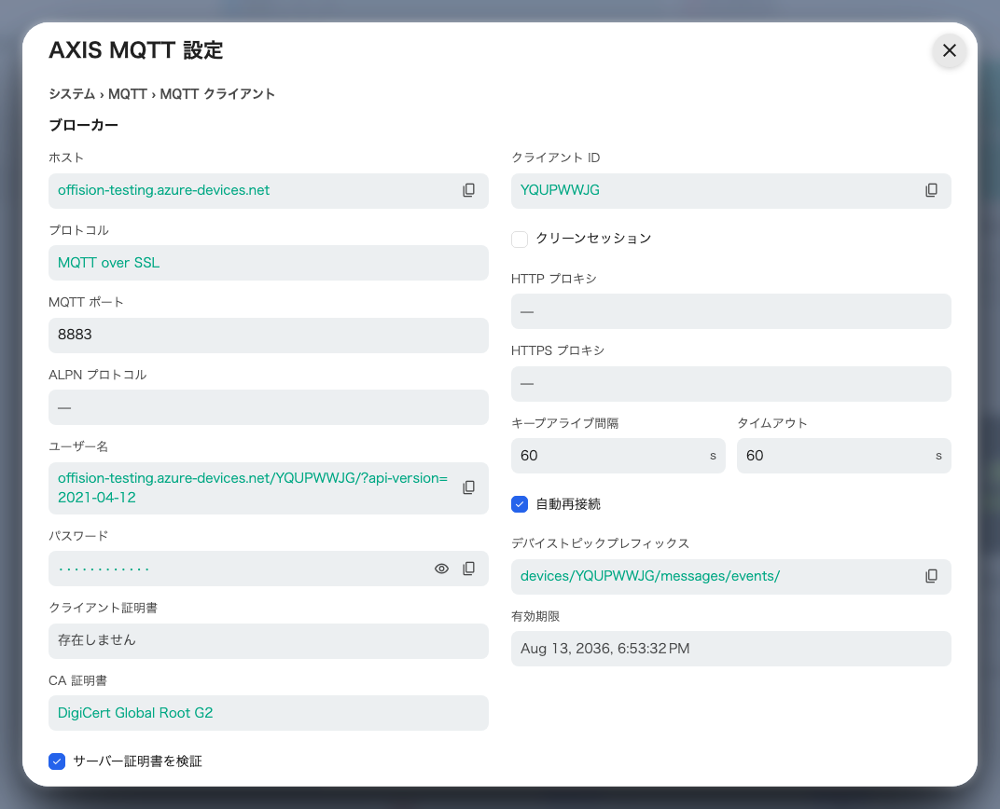 AXIS MQTT 設定
システム › MQTT › MQTT クライアント
ブローカー
ホスト
offision-testing.azure-devices.net
プロトコル
MQTT over SSL
MQTT ポート
8883
ALPN プロトコル
—
ユーザー名
offision-testing.azure-devices.net/YQUPWWJG/?api-version=
2021-04-12
パスワード
············
クライアント証明書
存在しません
CA 証明書
DigiCert Global Root G2
サーバー証明書を検証
クライアント ID
YQUPWWJG
クリーンセッション
HTTP プロキシ
—
HTTPS プロキシ
—
キープアライブ間隔
60 s
タイムアウト
60 s
自動再接続
デバイストピックプレフィックス
devices/YQUPWWJG/messages/events/
有効期限
Aug 13, 2036, 6:53:32 PM